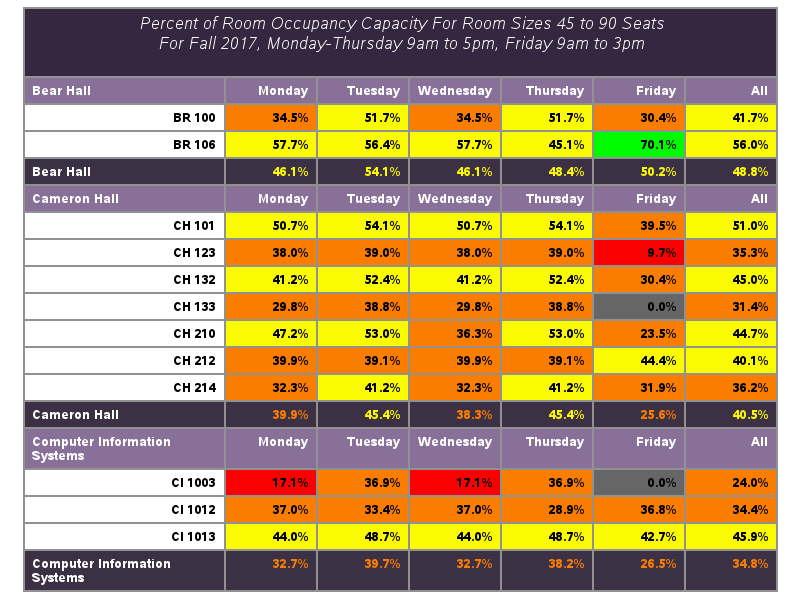 Percent of Room Occupancy Capacity For Room Sizes 45 to 90 Seats
For Fall 2017, Monday-Thursday 9am to 5pm, Friday 9am to 3pm
Bear Hall Monday Tuesday Wednesday Thursday Friday All
BR 100 34.5% 51.7% 34.5% 51.7% 30.4% 41.7%
BR 106 57.7% 56.4% 57.7% 45.1% 70.1% 56.0%
Bear Hall 46.1% 54.1% 46.1% 48.4% 50.2% 48.8%
Cameron Hall Monday Tuesday Wednesday Thursday Friday All
CH 101 50.7% 54.1% 50.7% 54.1% 39.5% 51.0%
CH 123 38.0% 39.0% 38.0% 39.0% 9.7% 35.3%
CH 132 41.2% 52.4% 41.2% 52.4% 30.4% 45.0%
CH 133 29.8% 38.8% 29.8% 38.8% 0.0% 31.4%
CH 210 47.2% 53.0% 36.3% 53.0% 23.5% 44.7%
CH 212 39.9% 39.1% 39.9% 39.1% 44.4% 40.1%
CH 214 32.3% 41.2% 32.3% 41.2% 31.9% 36.2%
Cameron Hall 39.9% 45.4% 38.3% 45.4% 25.6% 40.5%
Computer Information Monday Tuesday Wednesday Thursday Friday All
Systems
CI 1003 17.1% 36.9% 17.1% 36.9% 0.0% 24.0%
CI 1012 37.0% 33.4% 37.0% 28.9% 36.8% 34.4%
CI 1013 44.0% 48.7% 44.0% 48.7% 42.7% 45.9%
Computer Information 32.7% 39.7% 32.7% 38.2% 26.5% 34.8%
Systems